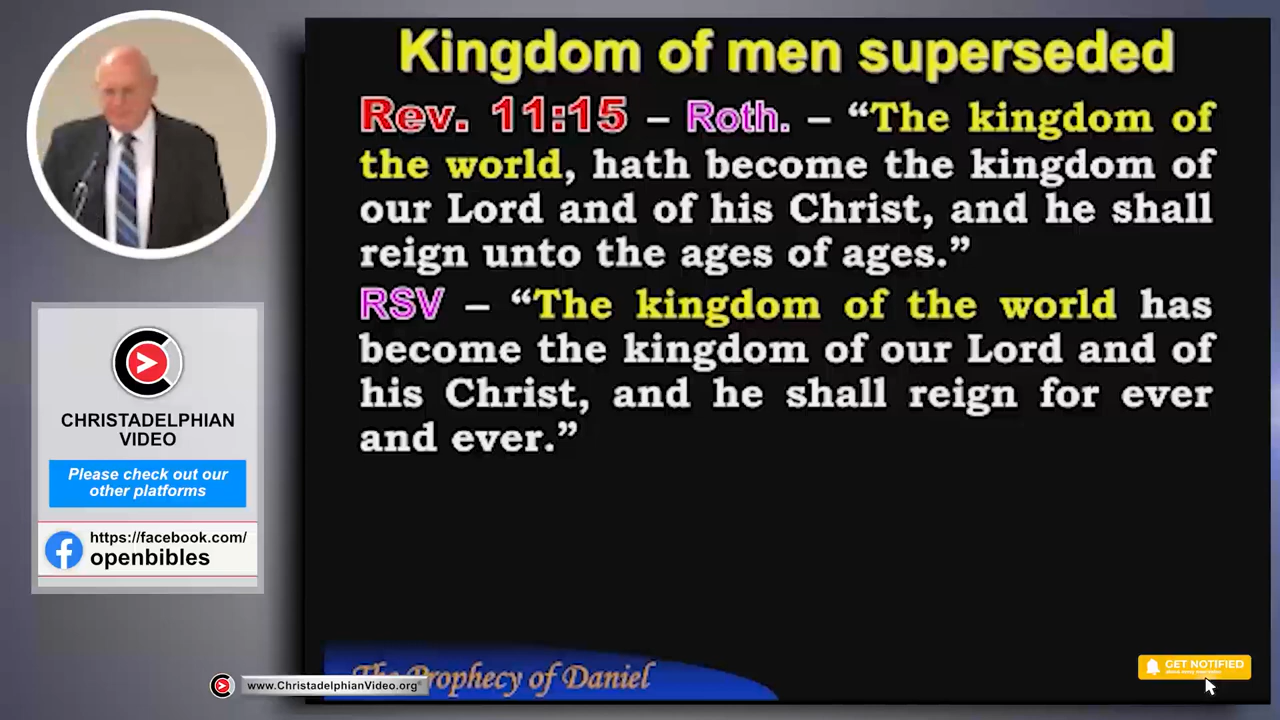 Kingdom of men superseded
Rev. 11:15 – Roth. – “The kingdom of
the world, hath become the kingdom of
our Lord and of his Christ, and he shall
reign unto the ages of ages.”
RSV – “The kingdom of the world has
become the kingdom of our Lord and of
his Christ, and he shall reign for ever
and ever.”
CHRISTADELPHIAN
VIDEO
Please check out our
other platforms
https://facebook.com/
openbibles
The Prophecy of Daniel
www.ChristadelphianVideo.org
GET NOTIFIED